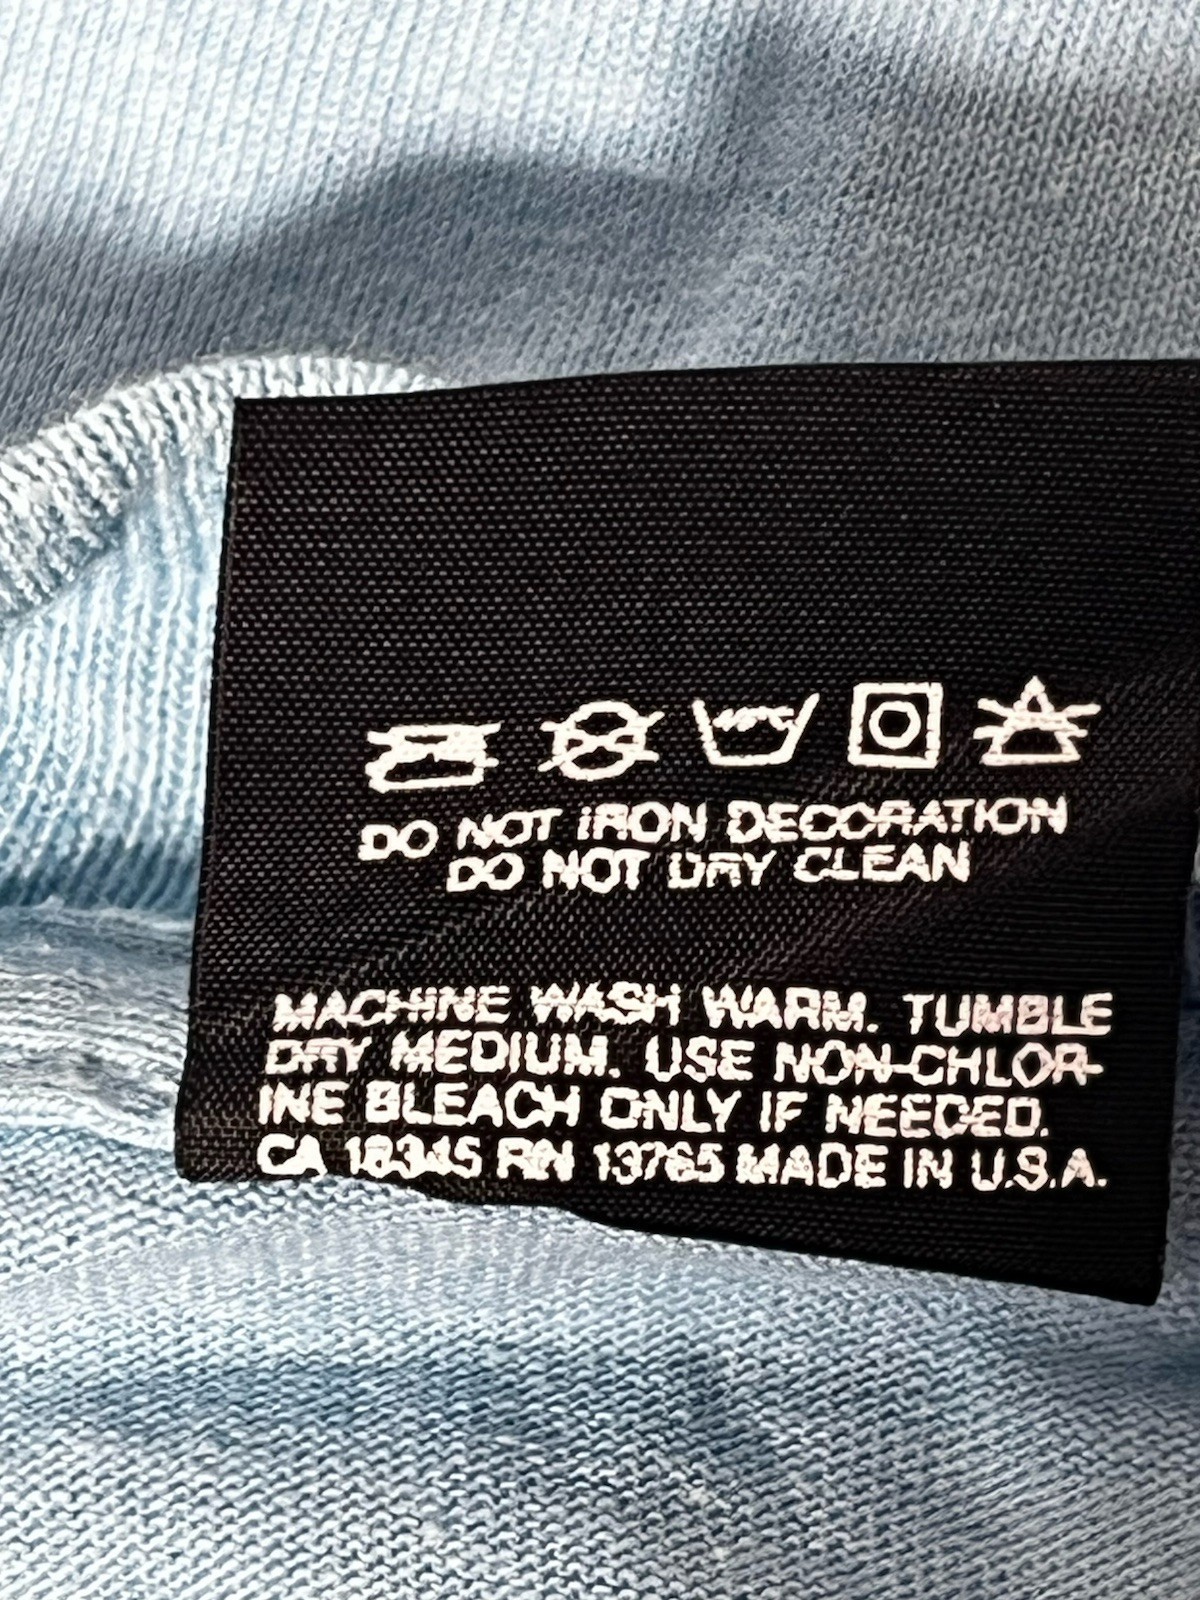 40°C
DO NOT IRON DECORATION
DO NOT DRY CLEAN
MACHINE WASH WARM. TUMBLE
DRY MEDIUM. USE NON-CHLOR-
INE BLEACH ONLY IF NEEDED.
CA 18345 RN 13765 MADE IN U.S.A.